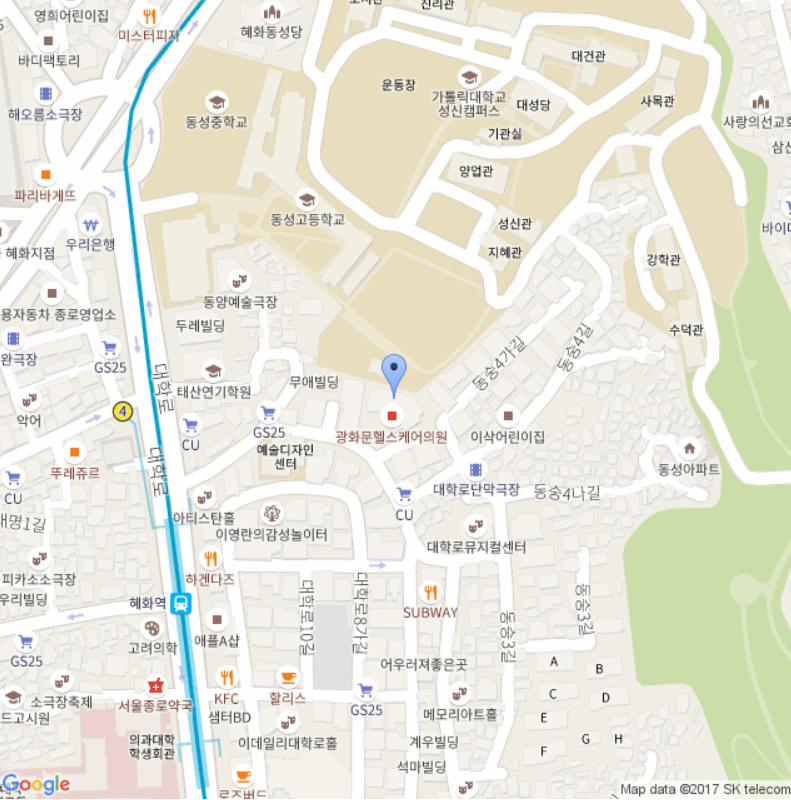 영희어린이집
미스터피자
혜화동성당
진리관
바디팩토리
운동장
대건관
가톨릭대학교
성신캠퍼스
대성당
사목관
해오름소극장
동성중학교
기관실
사랑의선교회
양업관
파리바게뜨
동성고등학교
성신관
지혜관
우리은행
혜화지점
강학관
동양예술극장
용자동차 종로영업소
두레빌딩
수덕관
완극장
GS25
대학로
태산연기학원
무애빌딩
동숭4가길
동숭4길
악어
4
CU
GS25
광화문헬스케어의원
이삭어린이집
예술디자인
센터
뚜레쥬르
대학로
동성아파트
CU
대학로단막극장
동숭4나길
CU
대명1길
아티스탄홀
이영란의감성놀이터
대학로뮤지컬센터
피카소소극장
하겐다즈
우리빌딩
혜화역
대학로10길
대학로8가길
SUBWAY
동숭3길
동숭3길
고려의학
애플A샵
GS25
어우러져좋은곳
A
B
C
D
E
F
G
H
소극장축제
드고시원
서울종로약국
KFC
샘터BD
할리스
GS25
메모리아트홀
의과대학
학생회관
이데일리대학로홀
계우빌딩
석마빌딩
로즈버드
Google
Map data ©2017 SK telecom